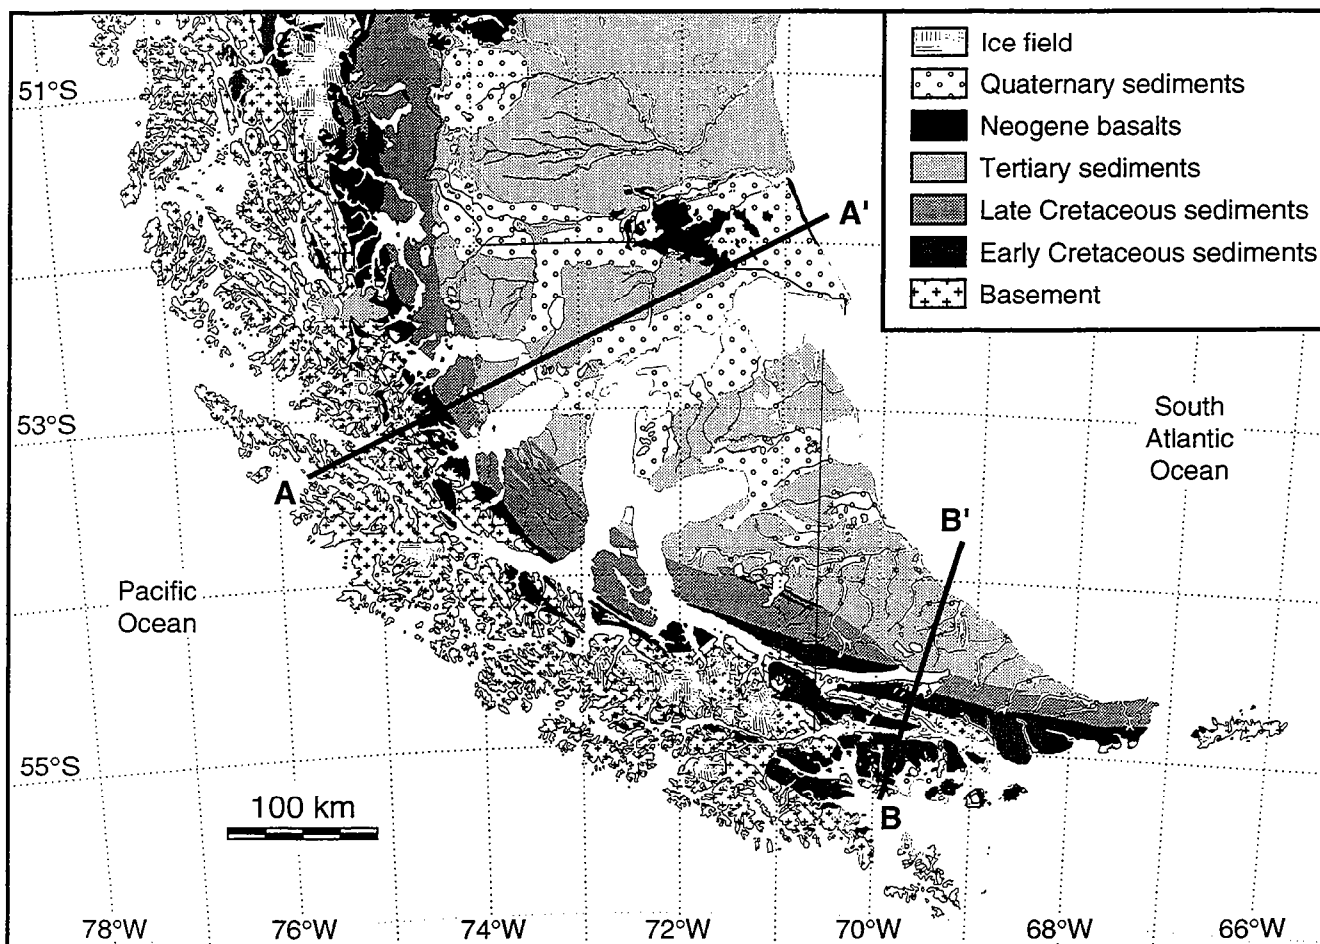 Ice field
Quaternary sediments
Neogene basalts
Tertiary sediments
Late Cretaceous sediments
Early Cretaceous sediments
Basement
51°S
A'
53°S
A
South
Atlantic
Ocean
B'
Pacific
Ocean
55°S
100 km
B
78°W
76°W
74°W
72°W
70°W
68°W
66°W